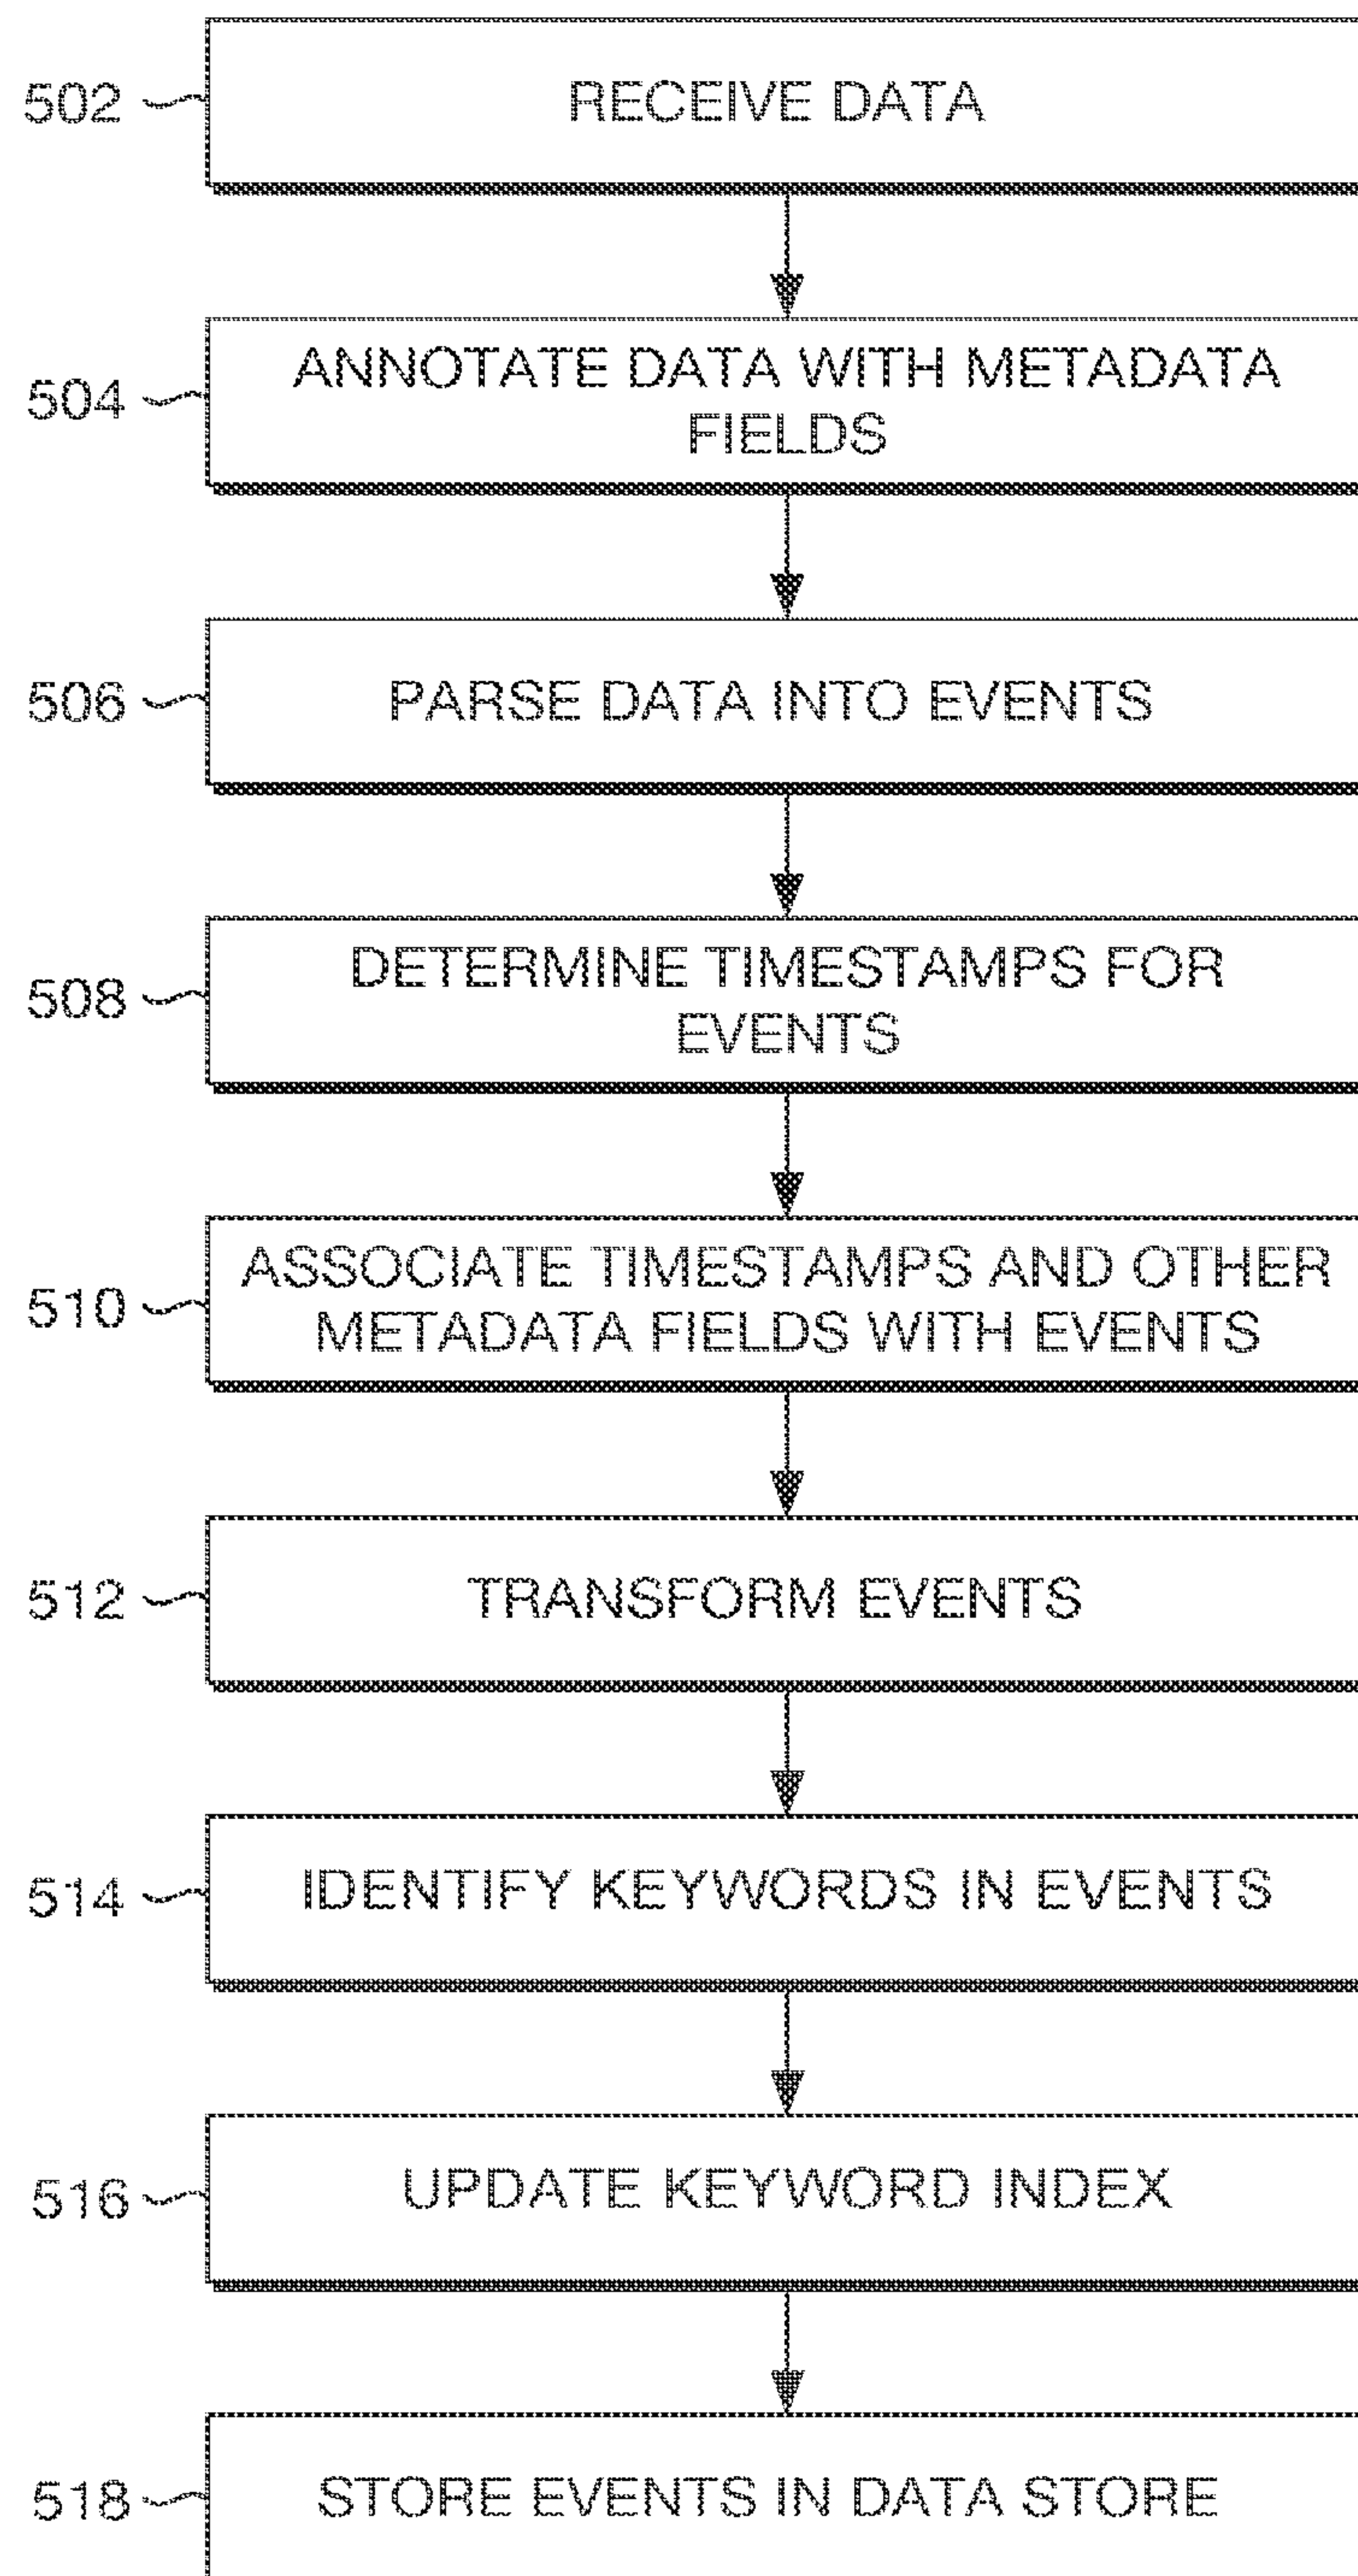 502
RECEIVE DATA
504
ANNOTATE DATA WITH METADATA
FIELDS
506
PARSE DATA INTO EVENTS
508
DETERMINE TIMESTAMPS FOR
EVENTS
510
ASSOCIATE TIMESTAMPS AND OTHER
METADATA FIELDS WITH EVENTS
512
TRANSFORM EVENTS
514
IDENTIFY KEYWORDS IN EVENTS
516
UPDATE KEYWORD INDEX
518
STORE EVENTS IN DATA STORE